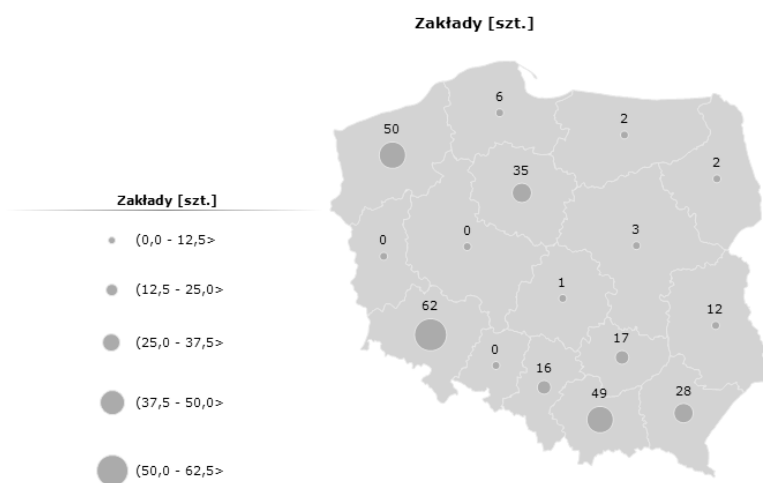 Zakłady [szt.]
6
2
50
2
35
3
0
0
1
12
62
17
0
16
49
28
Zakłady [szt.]
(0,0 - 12,5>
(12,5 - 25,0>
(25,0 - 37,5>
(37,5 - 50,0>
(50,0 - 62,5>